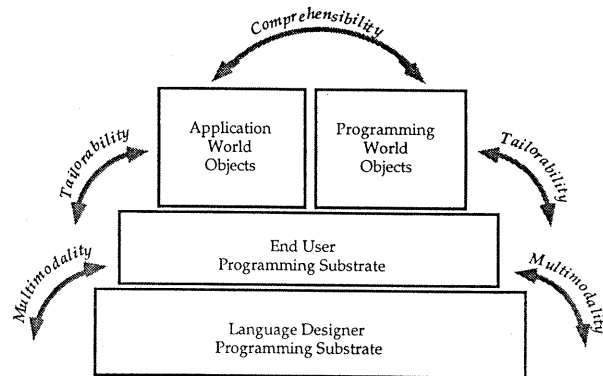 Comprehensibility
Application
World
Objects
Programming
World
Objects
Tailorability
Tailorability
End User
Programming Substrate
Multimodality
Multimodality
Language Designer
Programming Substrate